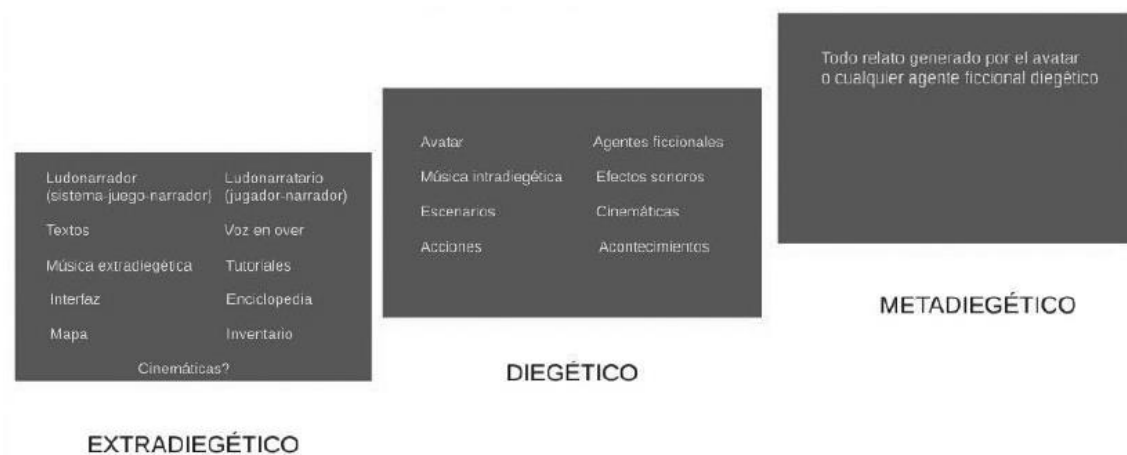 Ludonarrador
(sistema-juego-narrador)
Ludonarratario
(jugador-narrador)
Textos
Voz en over
Música extradiegética
Tutoriales
Interfaz
Enciclopedia
Mapa
Inventario
Cinemáticas?
EXTRADIEGÉTICO
Avatar
Agentes ficcionales
Música intradiegética
Efectos sonoros
Escenarios
Cinemáticas
Acciones
Acontecimientos
DIEGÉTICO
Todo relato generado por el avatar
o cualquier agente ficcional diegético
METADIEGÉTICO